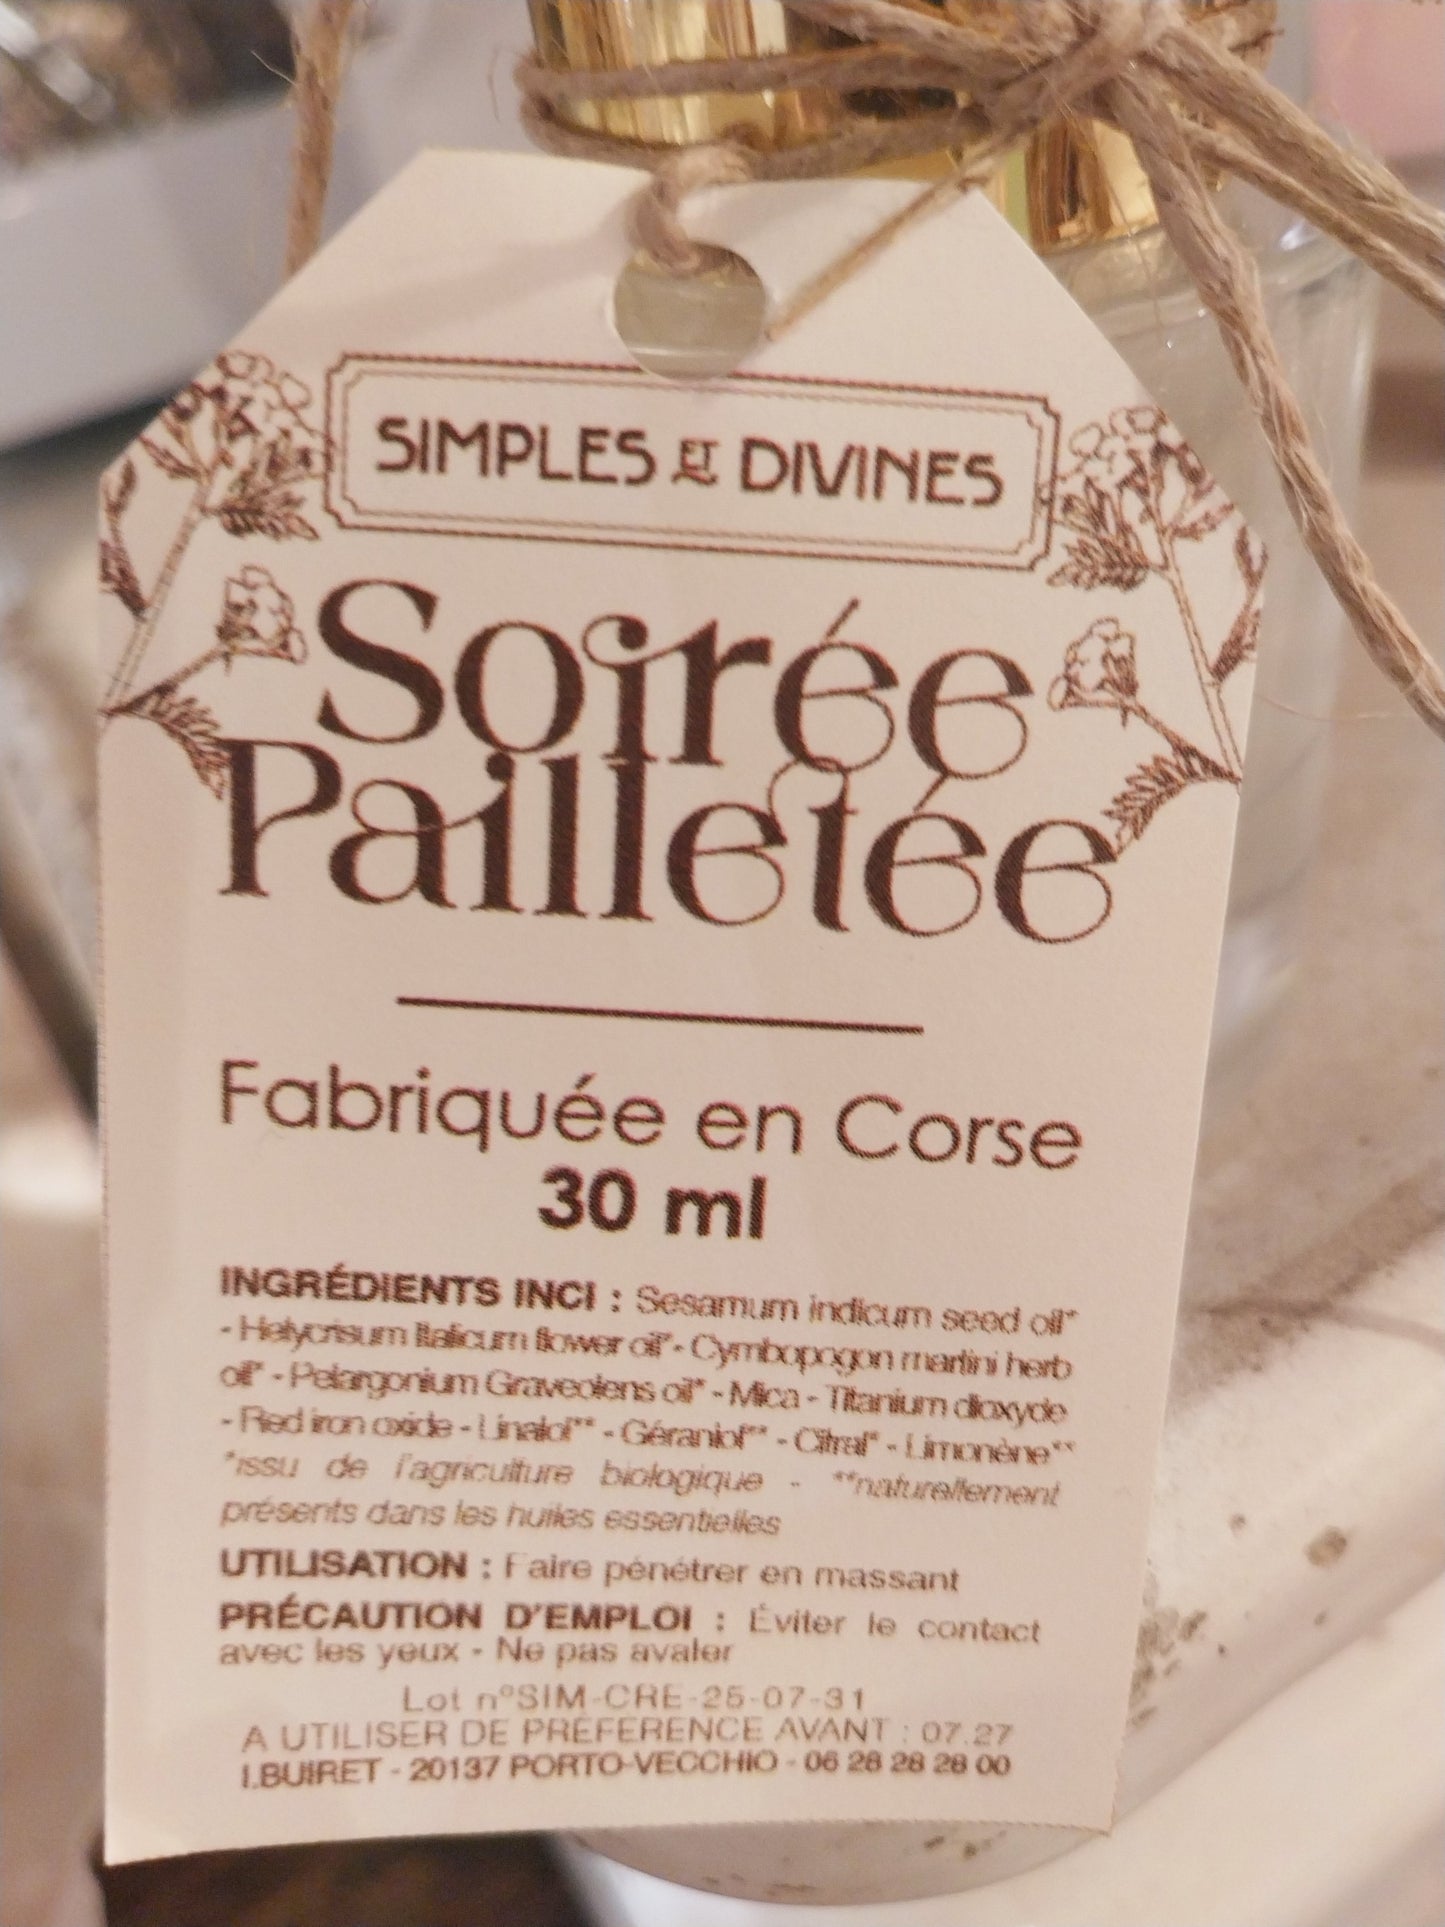 SIMPLES ET DIVINES
Soirée
Pailletée
Fabriquée en Corse
30 ml
INGRÉDIENTS INCI : Sesamum indicum seed oil*
- Helycrisum Italicum flower oil* - Cymbopogon martini herb
oil* - Pelargonium Graveolens oil* - Mica - Titanium dioxyde
- Red iron oxide - Linalol** - Géraniol** - Citral* - Limonène**
*issu de l'agriculture biologique - **naturellement
présents dans les huiles essentielles
UTILISATION : Faire pénétrer en massant
PRÉCAUTION D'EMPLOI : Éviter le contact
avec les yeux - Ne pas avaler
Lot n°SIM-CRE-25-07-31
A UTILISER DE PRÉFÉRENCE AVANT : 07.27
I.BUIRET - 20137 PORTO-VECCHIO - 06 28 28 28 00